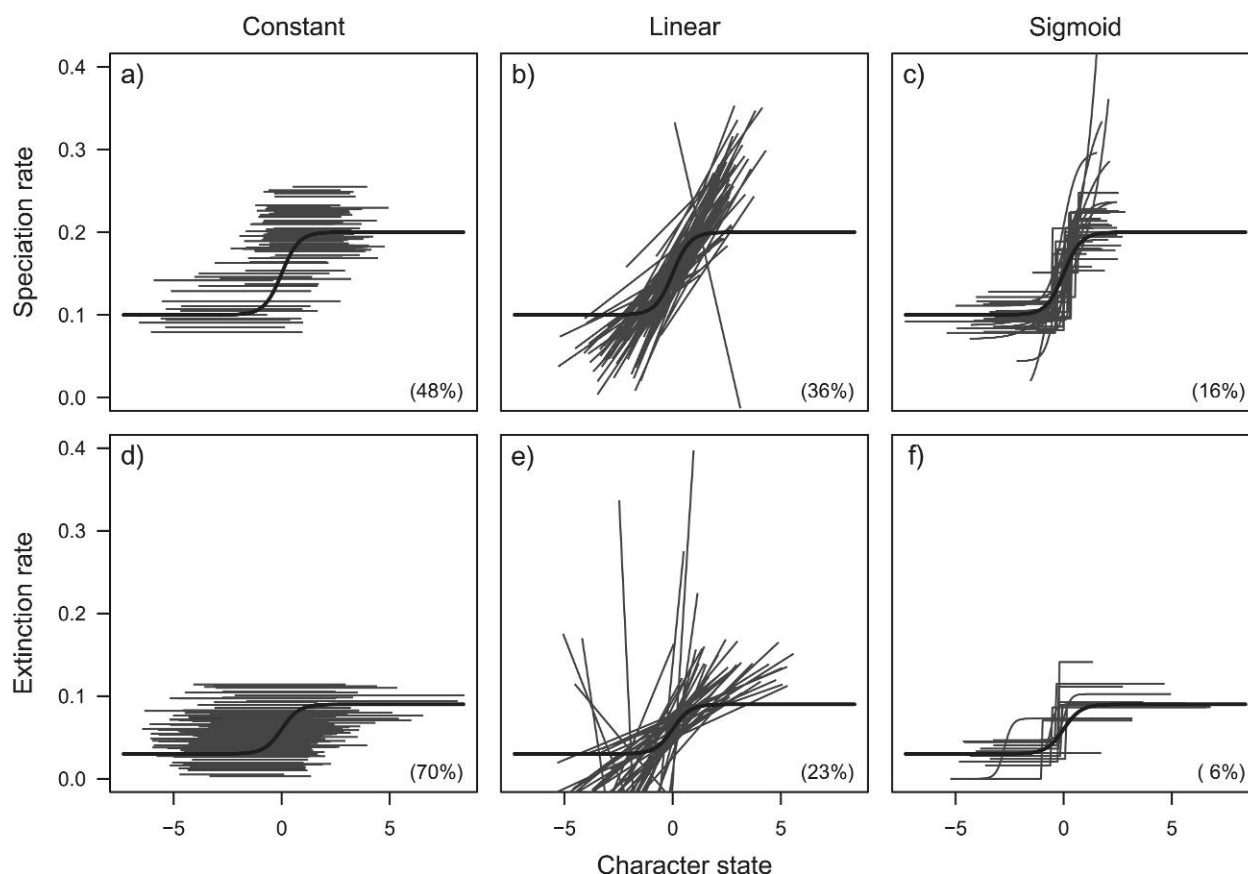 Constant Linear Sigmoid
a) b) c)
0.4
0.3
0.2
0.1
0.0
Speciation rate
(48%) (36%) (16%)
d) e) f)
0.4
0.3
0.2
0.1
0.0
Extinction rate
(70%) (23%) ( 6%)
−5 0 5 −5 0 5 −5 0 5
Character state